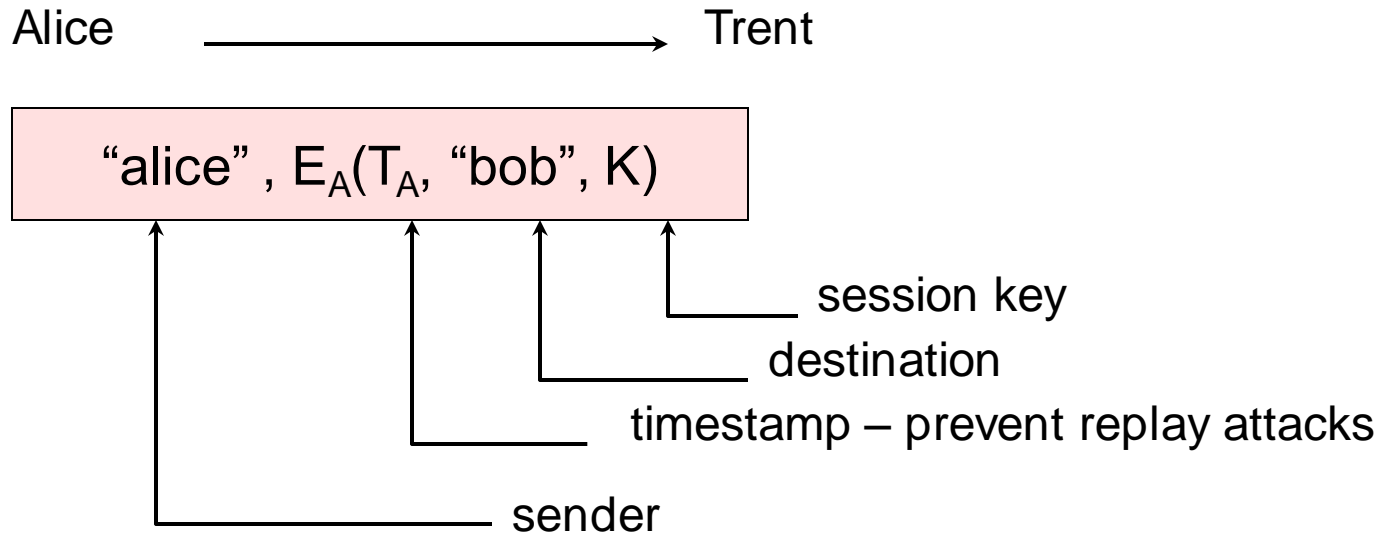 Alice Trent
“alice” , E_A(T_A, “bob”, K)
session key
destination
timestamp – prevent replay attacks
sender